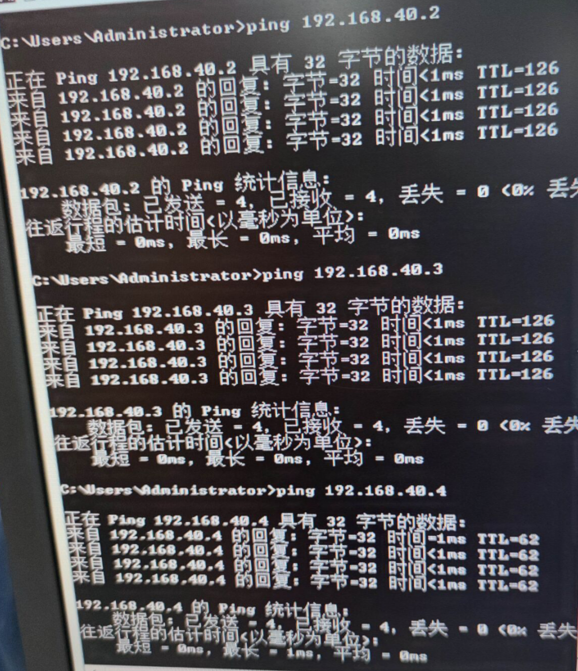 C:\Users\Administrator>ping 192.168.40.2
正在 Ping 192.168.40.2 具有 32 字节的数据:
来自 192.168.40.2 的回复: 字节=32 时间<1ms TTL=126
来自 192.168.40.2 的回复: 字节=32 时间<1ms TTL=126
来自 192.168.40.2 的回复: 字节=32 时间<1ms TTL=126
来自 192.168.40.2 的回复: 字节=32 时间<1ms TTL=126
192.168.40.2 的 Ping 统计信息:
数据包: 已发送 = 4, 已接收 = 4, 丢失 = 0 (0% 丢
往返行程的估计时间(以毫秒为单位):
最短 = 0ms, 最长 = 0ms, 平均 = 0ms
C:\Users\Administrator>ping 192.168.40.3
正在 Ping 192.168.40.3 具有 32 字节的数据:
来自 192.168.40.3 的回复: 字节=32 时间<1ms TTL=126
来自 192.168.40.3 的回复: 字节=32 时间<1ms TTL=126
来自 192.168.40.3 的回复: 字节=32 时间<1ms TTL=126
来自 192.168.40.3 的回复: 字节=32 时间<1ms TTL=126
192.168.40.3 的 Ping 统计信息:
数据包: 已发送 = 4, 已接收 = 4, 丢失 = 0 (0% 丢
往返行程的估计时间(以毫秒为单位):
最短 = 0ms, 最长 = 0ms, 平均 = 0ms
C:\Users\Administrator>ping 192.168.40.4
正在 Ping 192.168.40.4 具有 32 字节的数据:
来自 192.168.40.4 的回复: 字节=32 时间=1ms TTL=62
来自 192.168.40.4 的回复: 字节=32 时间<1ms TTL=62
来自 192.168.40.4 的回复: 字节=32 时间<1ms TTL=62
来自 192.168.40.4 的回复: 字节=32 时间<1ms TTL=62
192.168.40.4 的 Ping 统计信息:
数据包: 已发送 = 4, 已接收 = 4, 丢失 = 0 (0% 丢
往返行程的估计时间(以毫秒为单位):
最短 = 0ms, 最长 = 1ms, 平均 = 0ms